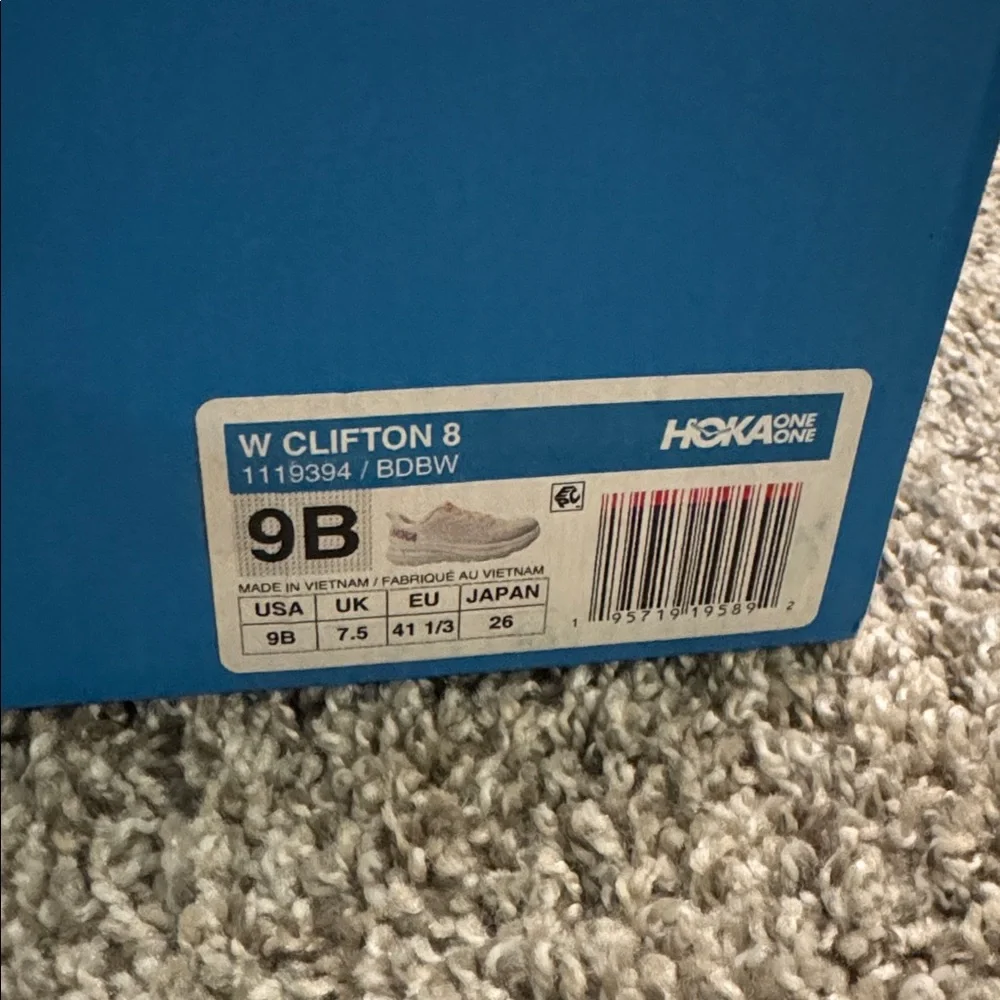 W CLIFTON 8
1119394 / BDBW
HOKA ONE ONE
9B
HOKA
MADE IN VIETNAM / FABRIQUÉ AU VIETNAM
USA UK EU JAPAN
9B 7.5 41 1/3 26
1 95719 19589 2